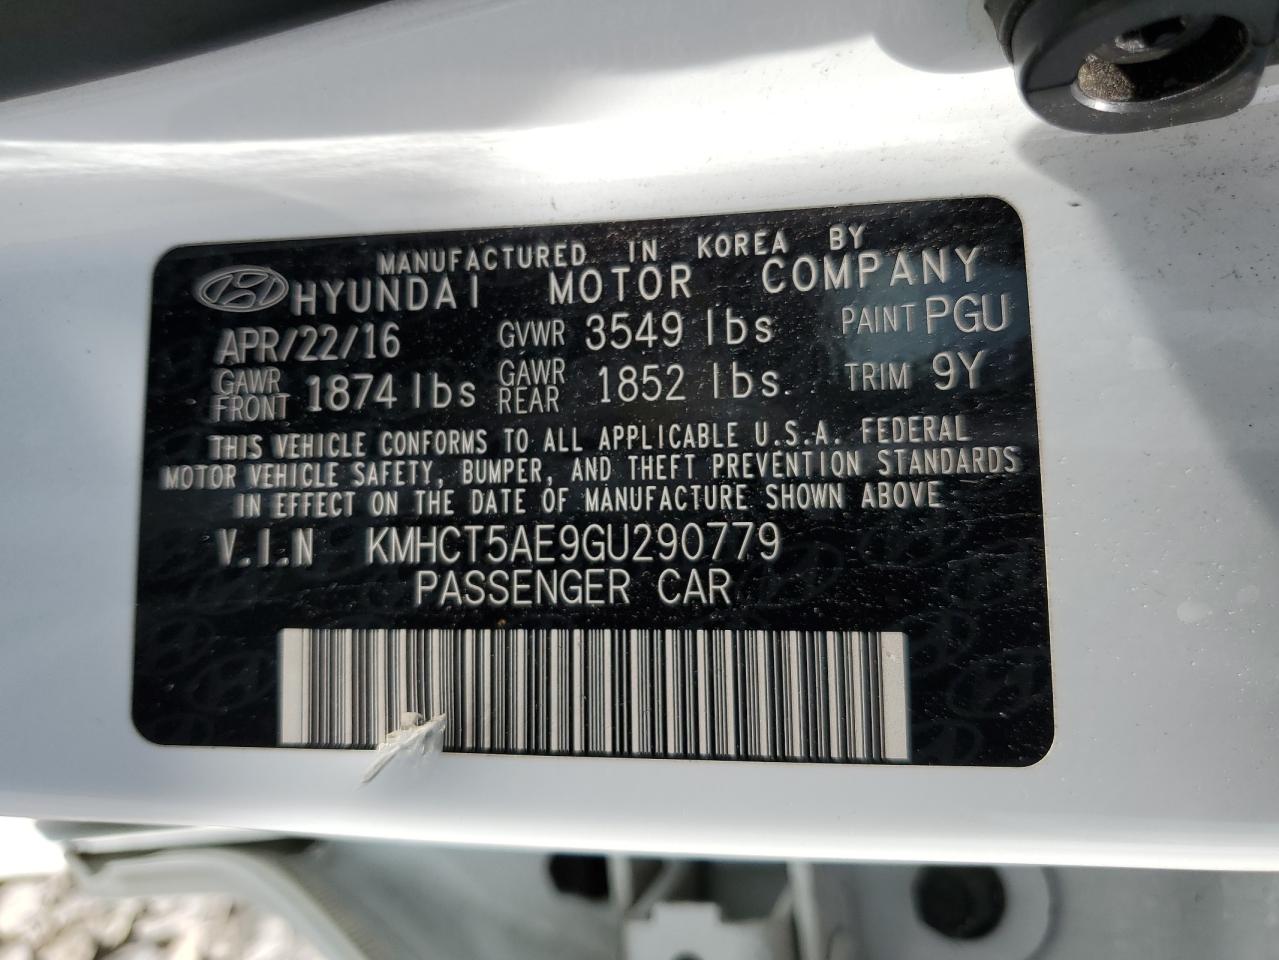 MANUFACTURED IN KOREA BY
HYUNDAI MOTOR COMPANY
APR/22/16 GVWR 3549 lbs PAINT PGU
GAWR FRONT 1874 lbs GAWR REAR 1852 lbs. TRIM 9Y
THIS VEHICLE CONFORMS TO ALL APPLICABLE U.S.A. FEDERAL
MOTOR VEHICLE SAFETY, BUMPER, AND THEFT PREVENTION STANDARDS
IN EFFECT ON THE DATE OF MANUFACTURE SHOWN ABOVE
V.I.N KMHCT5AE9GU290779
PASSENGER CAR